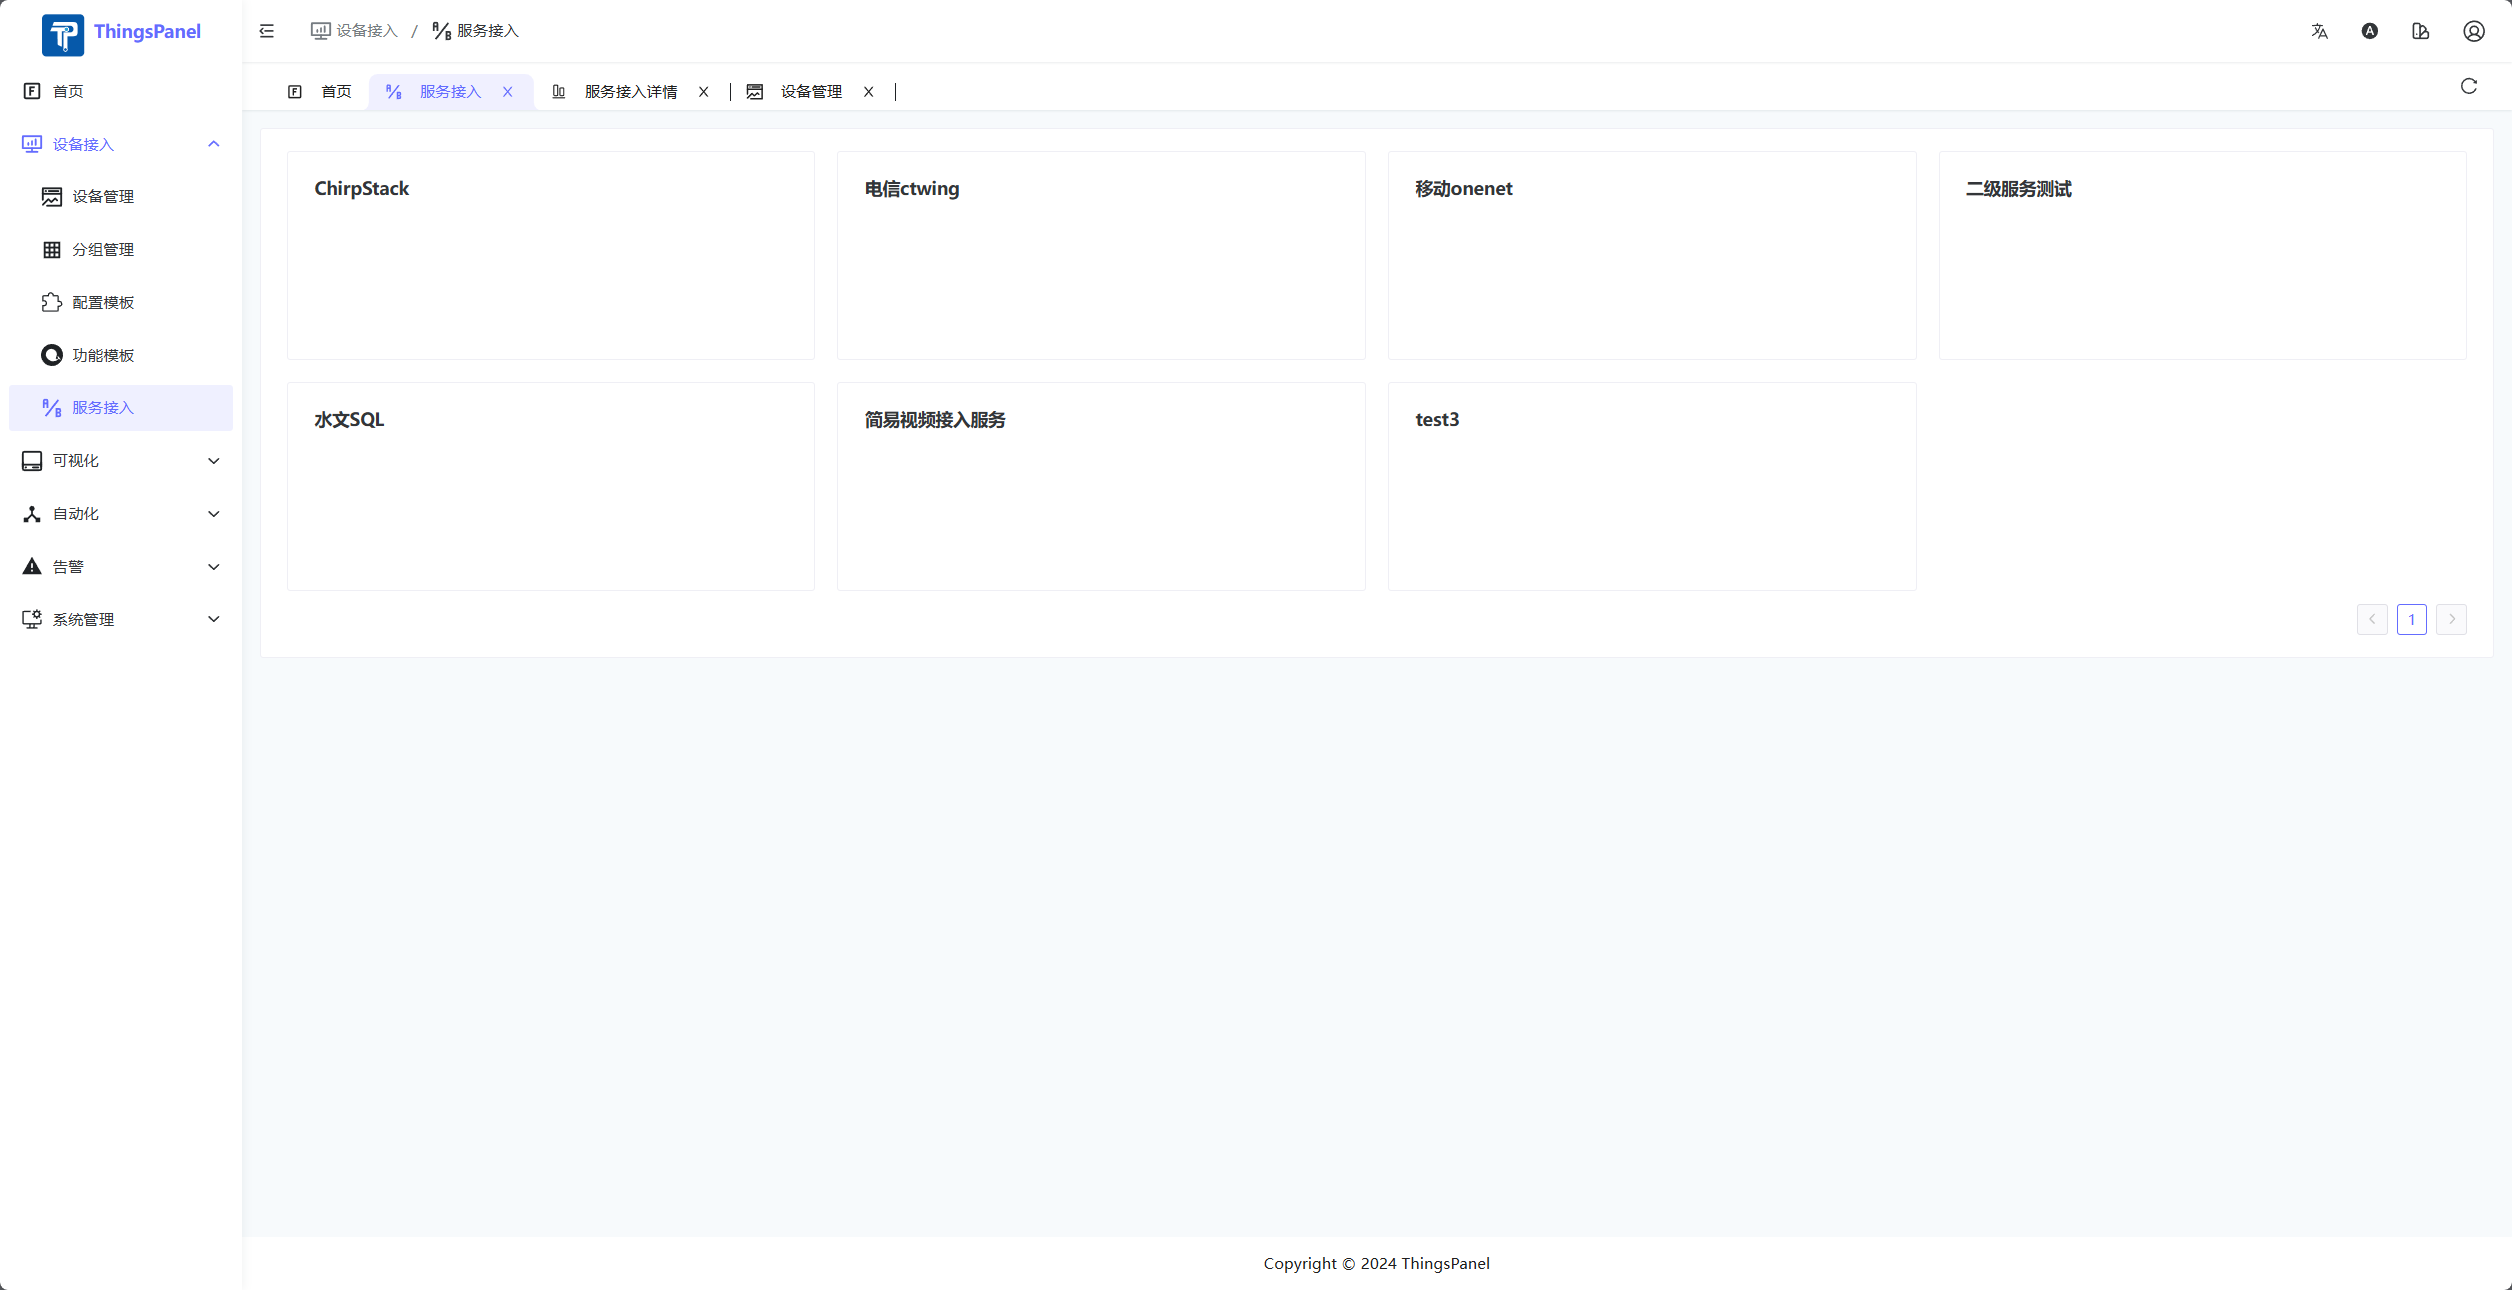 ThingsPanel
设备接入 / 服务接入
首页
服务接入
服务接入详情
设备管理
首页
设备接入
设备管理
分组管理
配置模板
功能模板
服务接入
可视化
自动化
告警
系统管理
ChirpStack
电信ctwing
移动onenet
二级服务测试
水文SQL
简易视频接入服务
test3
1
Copyright © 2024 ThingsPanel